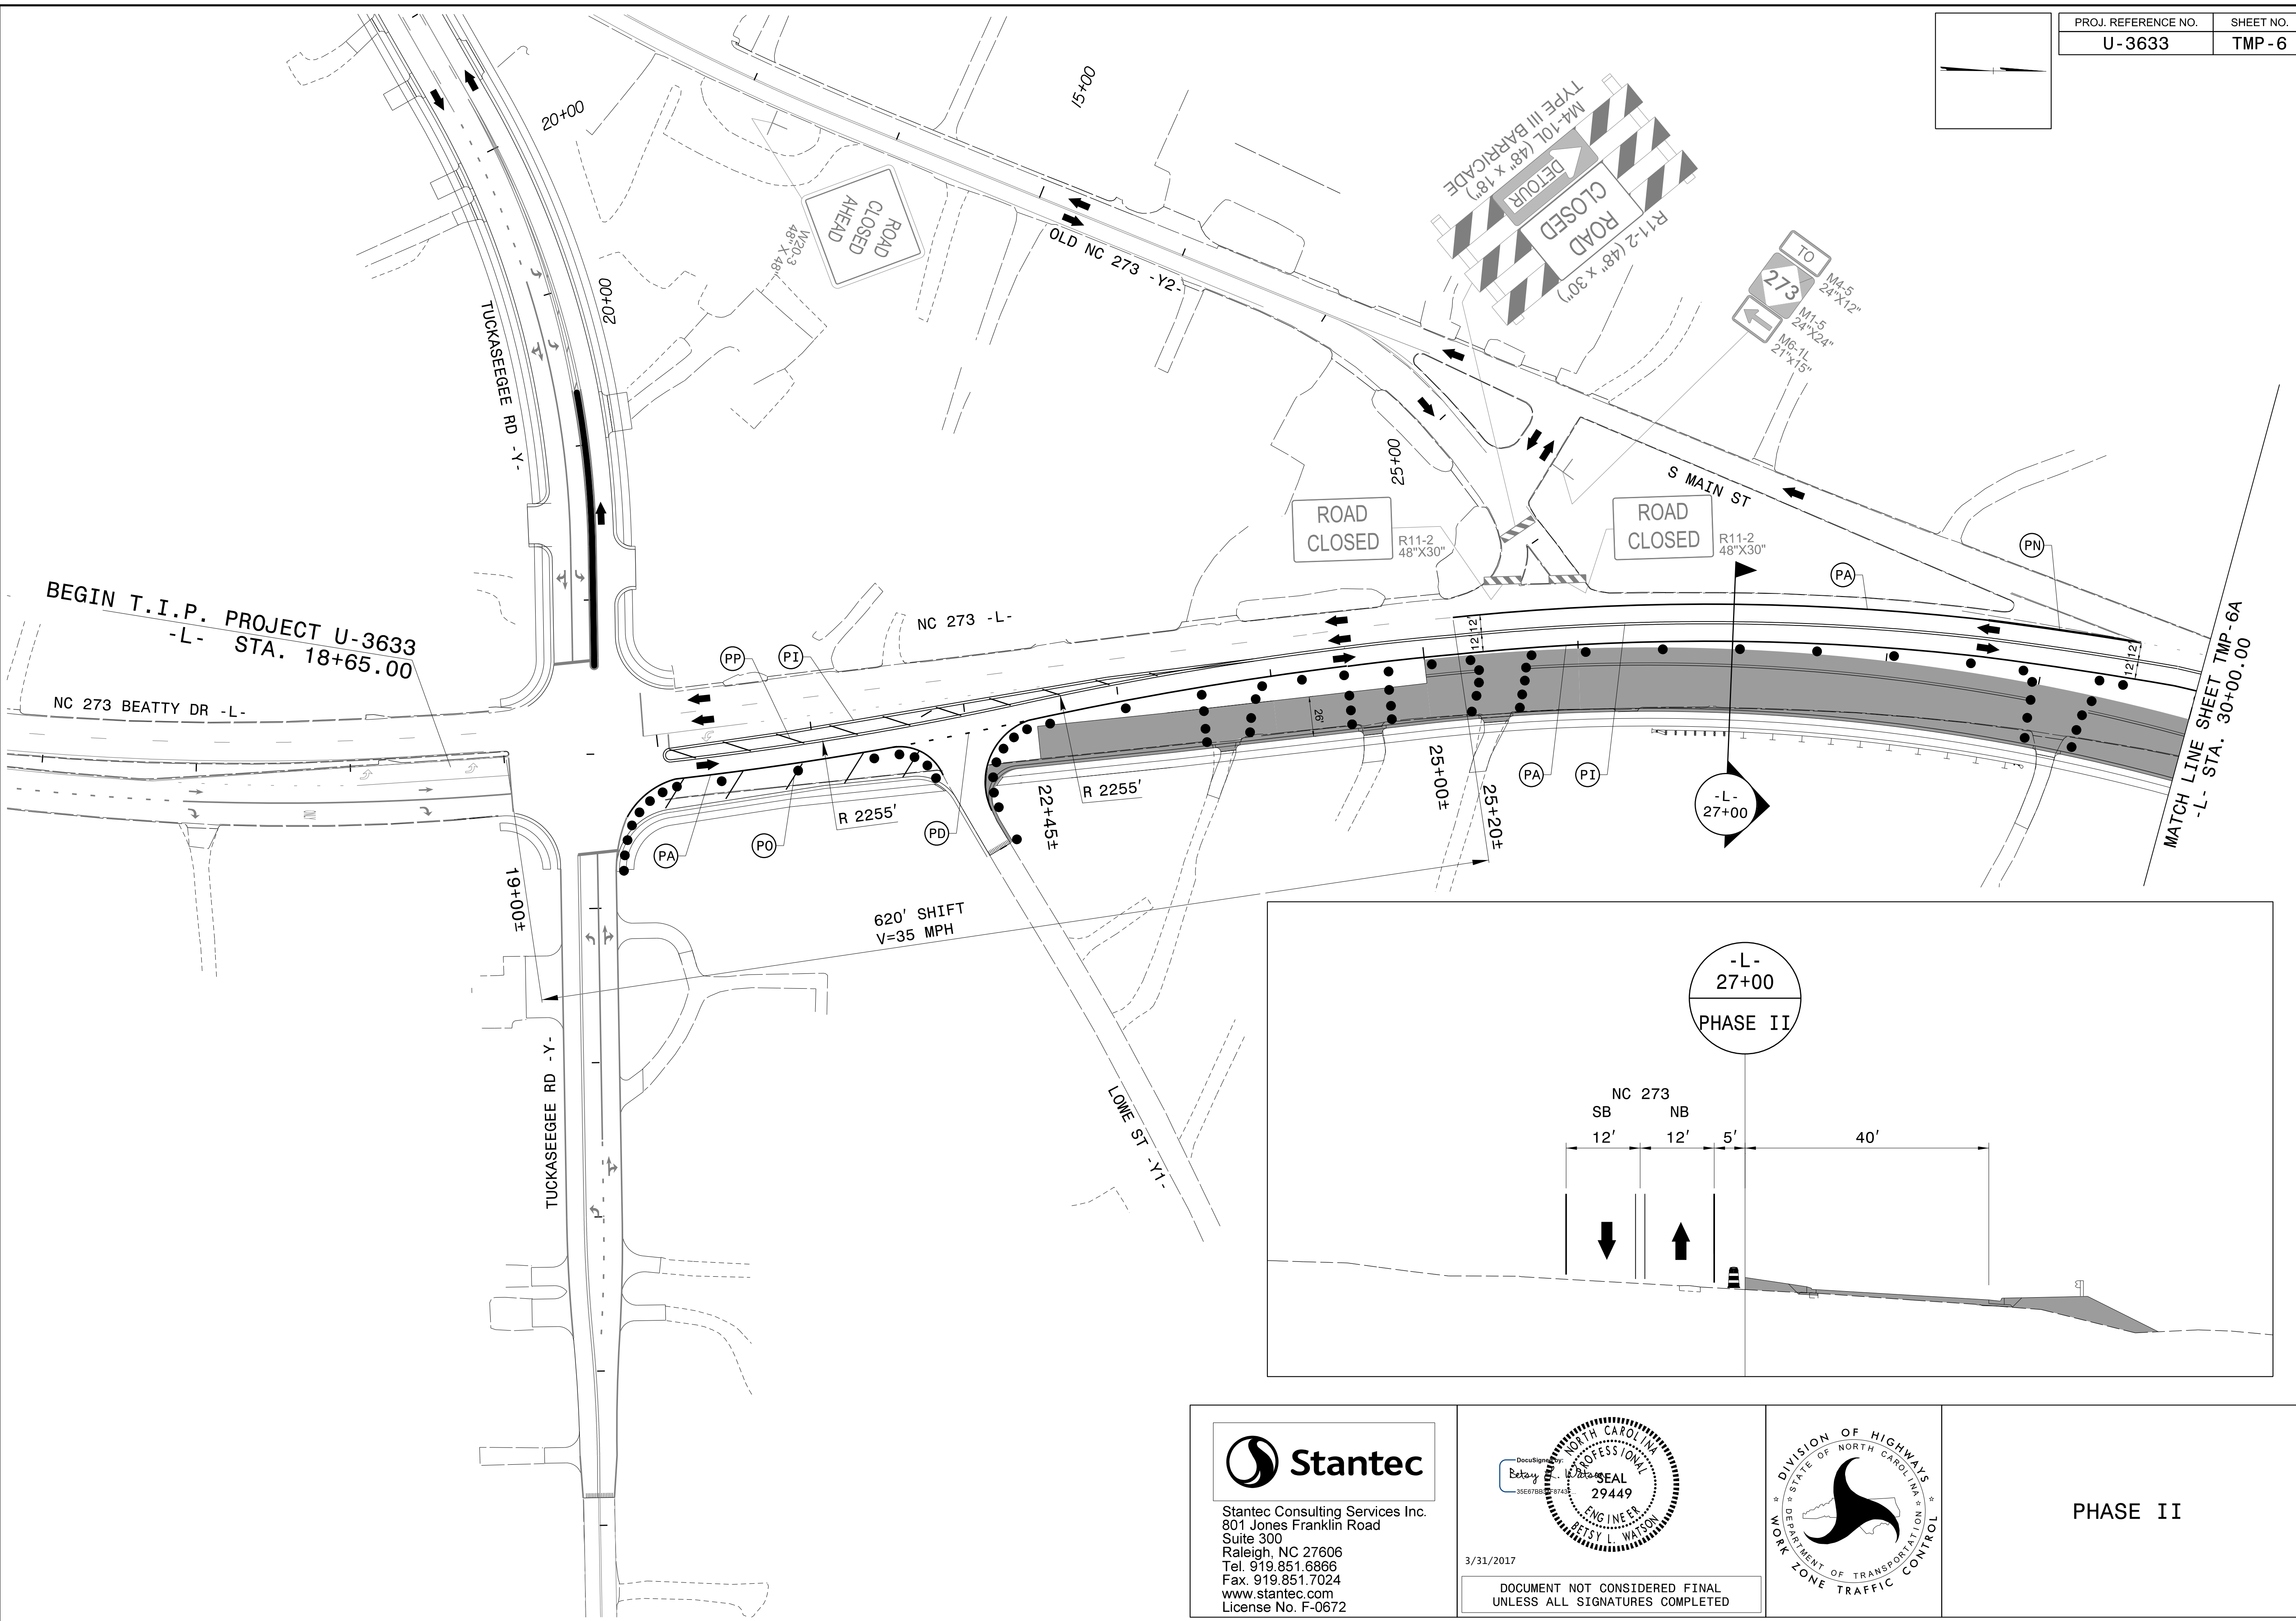 PROJ. REFERENCE NO.
SHEET NO.
U-3633
TMP-6
20+00
15+00
TYPE III BARRICADE
M4-10L (48" X 18")
DETOUR
ROAD
CLOSED
R11-2 (48" X 30")
ROAD
CLOSED
AHEAD
W20-3
48" X 48"
TO
273
M4-5
24"X12"
M1-5
24"X24"
M6-1L
21"X15"
OLD NC 273 -Y2-
20+00
TUCKASEEGEE RD -Y-
25+00
S MAIN ST
ROAD
CLOSED
R11-2
48"X30"
ROAD
CLOSED
R11-2
48"X30"
PN
PA
BEGIN T.I.P. PROJECT U-3633
-L- STA. 18+65.00
NC 273 -L-
PP
PI
12'
12'
12'
12'
MATCH LINE SHEET TMP-6A
-L- STA. 30+00.00
NC 273 BEATTY DR -L-
26'
R 2255'
R 2255'
PA
PO
PD
22+45±
25+00±
25+20±
PA
PI
-L-
27+00
19+00±
620' SHIFT
V=35 MPH
TUCKASEEGEE RD -Y-
LOWE ST -Y1-
-L-
27+00
PHASE II
NC 273
SB
NB
12'
12'
5'
40'
Stantec
Stantec Consulting Services Inc.
801 Jones Franklin Road
Suite 300
Raleigh, NC 27606
Tel. 919.851.6866
Fax. 919.851.7024
www.stantec.com
License No. F-0672
DocuSigned by:
Betsy L. Watson
NORTH CAROLINA
PROFESSIONAL
SEAL
29449
ENGINEER
BETSY L. WATSON
3/31/2017
DOCUMENT NOT CONSIDERED FINAL
UNLESS ALL SIGNATURES COMPLETED
DIVISION OF HIGHWAYS
STATE OF NORTH CAROLINA
DEPARTMENT OF TRANSPORTATION
WORK ZONE TRAFFIC CONTROL
PHASE II